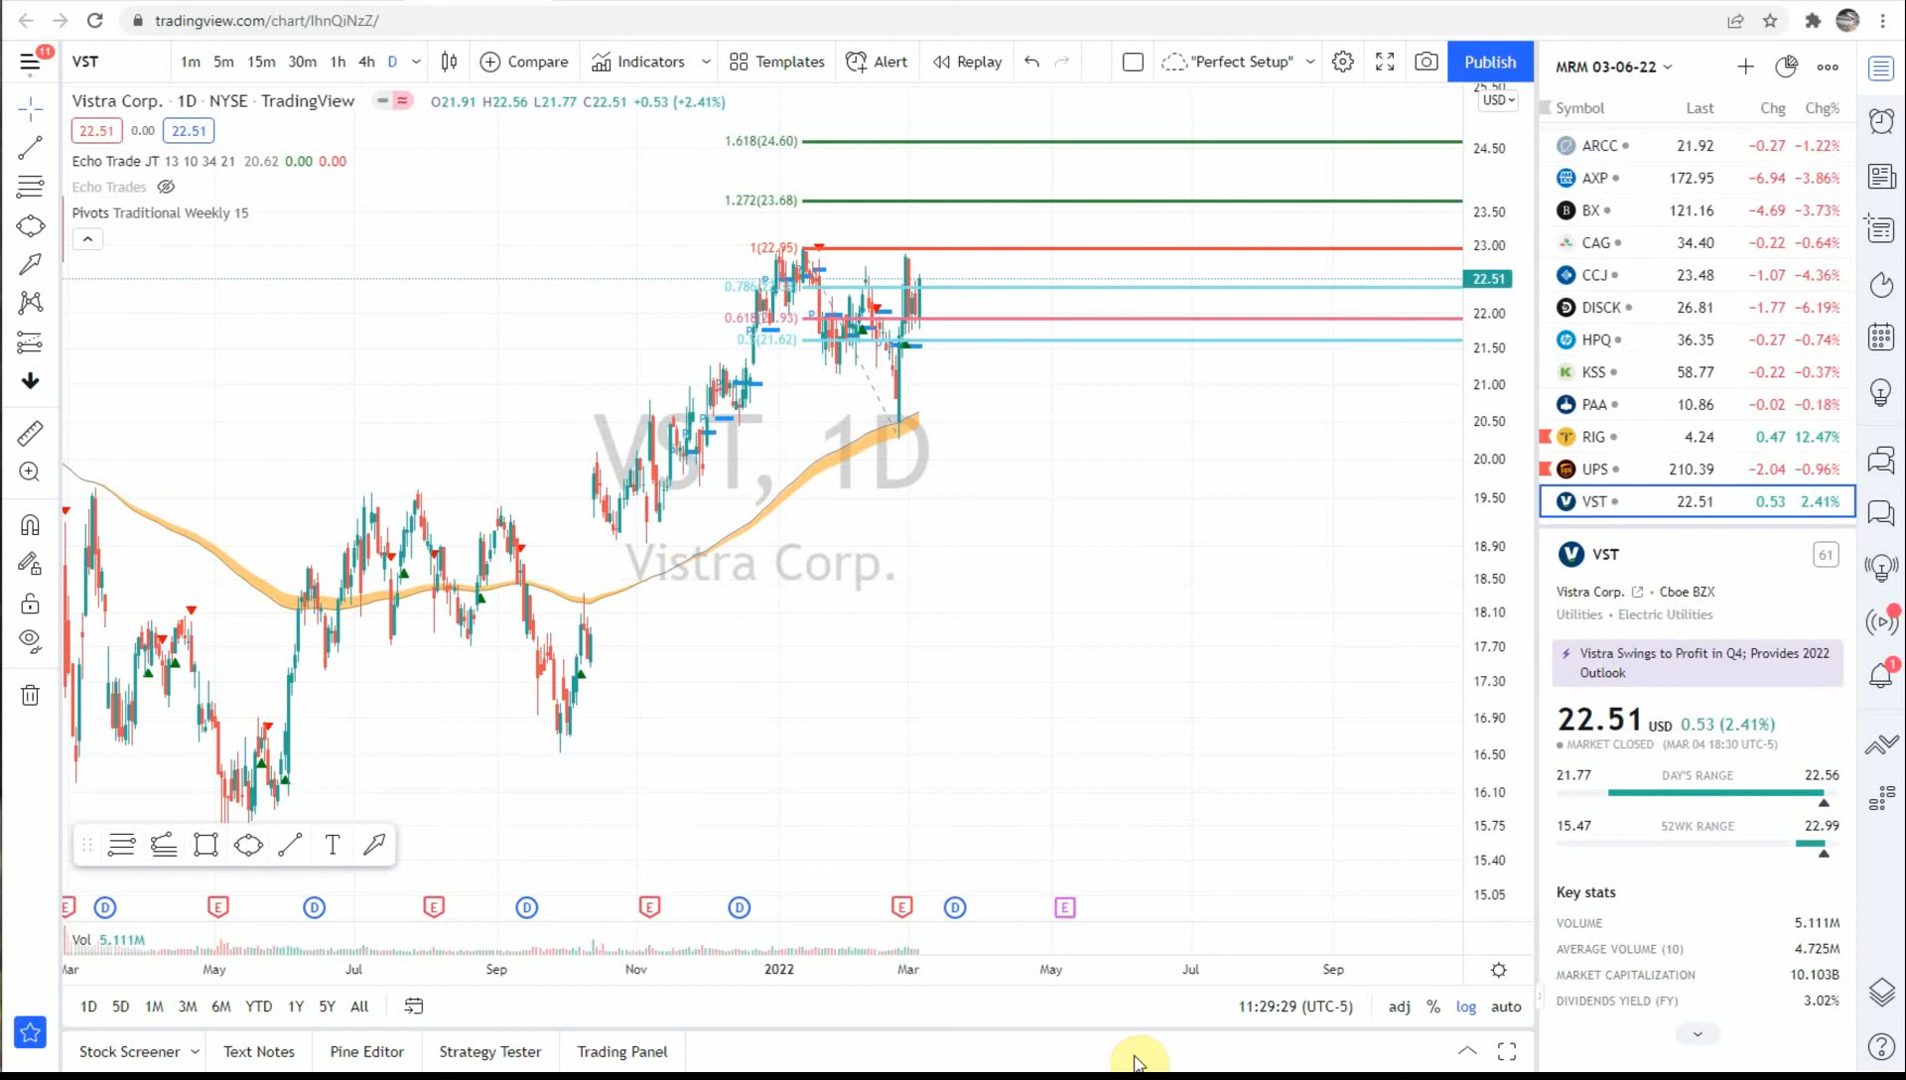 tradingview.com/chart/IhnQiNzZ/
11
VST 1m 5m 15m 30m 1h 4h D Compare Indicators Templates Alert Replay "Perfect Setup" Publish
MRM 03-06-22
Vistra Corp. · 1D · NYSE · TradingView O21.91 H22.56 L21.77 C22.51 +0.53 (+2.41%)
22.51 0.00 22.51
Echo Trade JT 13 10 34 21 20.62 0.00 0.00
Echo Trades
Pivots Traditional Weekly 15
1.618(24.60)
1.272(23.68)
1(22.95)
USD
25.50
24.50
23.50
23.00
22.51
22.00
21.50
21.00
20.50
20.00
19.50
18.90
18.50
18.10
17.70
17.30
16.90
16.50
16.10
15.75
15.40
15.05
VST, 1D
Vistra Corp.
E D E D E D E D E D E
Vol 5.111M
Mar May Jul Sep Nov 2022 Mar May Jul Sep
1D 5D 1M 3M 6M YTD 1Y 5Y All
11:29:29 (UTC-5) adj % log auto
Stock Screener Text Notes Pine Editor Strategy Tester Trading Panel
Symbol Last Chg Chg%
ARCC 21.92 −0.27 −1.22%
AXP 172.95 −6.94 −3.86%
BX 121.16 −4.69 −3.73%
CAG 34.40 −0.22 −0.64%
CCJ 23.48 −1.07 −4.36%
DISCK 26.81 −1.77 −6.19%
HPQ 36.35 −0.27 −0.74%
KSS 58.77 −0.22 −0.37%
PAA 10.86 −0.02 −0.18%
RIG 4.24 0.47 12.47%
UPS 210.39 −2.04 −0.96%
VST 22.51 0.53 2.41%
VST 61
Vistra Corp. · Cboe BZX
Utilities · Electric Utilities
Vistra Swings to Profit in Q4; Provides 2022
Outlook
22.51 USD 0.53 (2.41%)
MARKET CLOSED (MAR 04 18:30 UTC-5)
21.77 DAY'S RANGE 22.56
15.47 52WK RANGE 22.99
Key stats
VOLUME 5.111M
AVERAGE VOLUME (10) 4.725M
MARKET CAPITALIZATION 10.103B
DIVIDENDS YIELD (FY) 3.02%
1